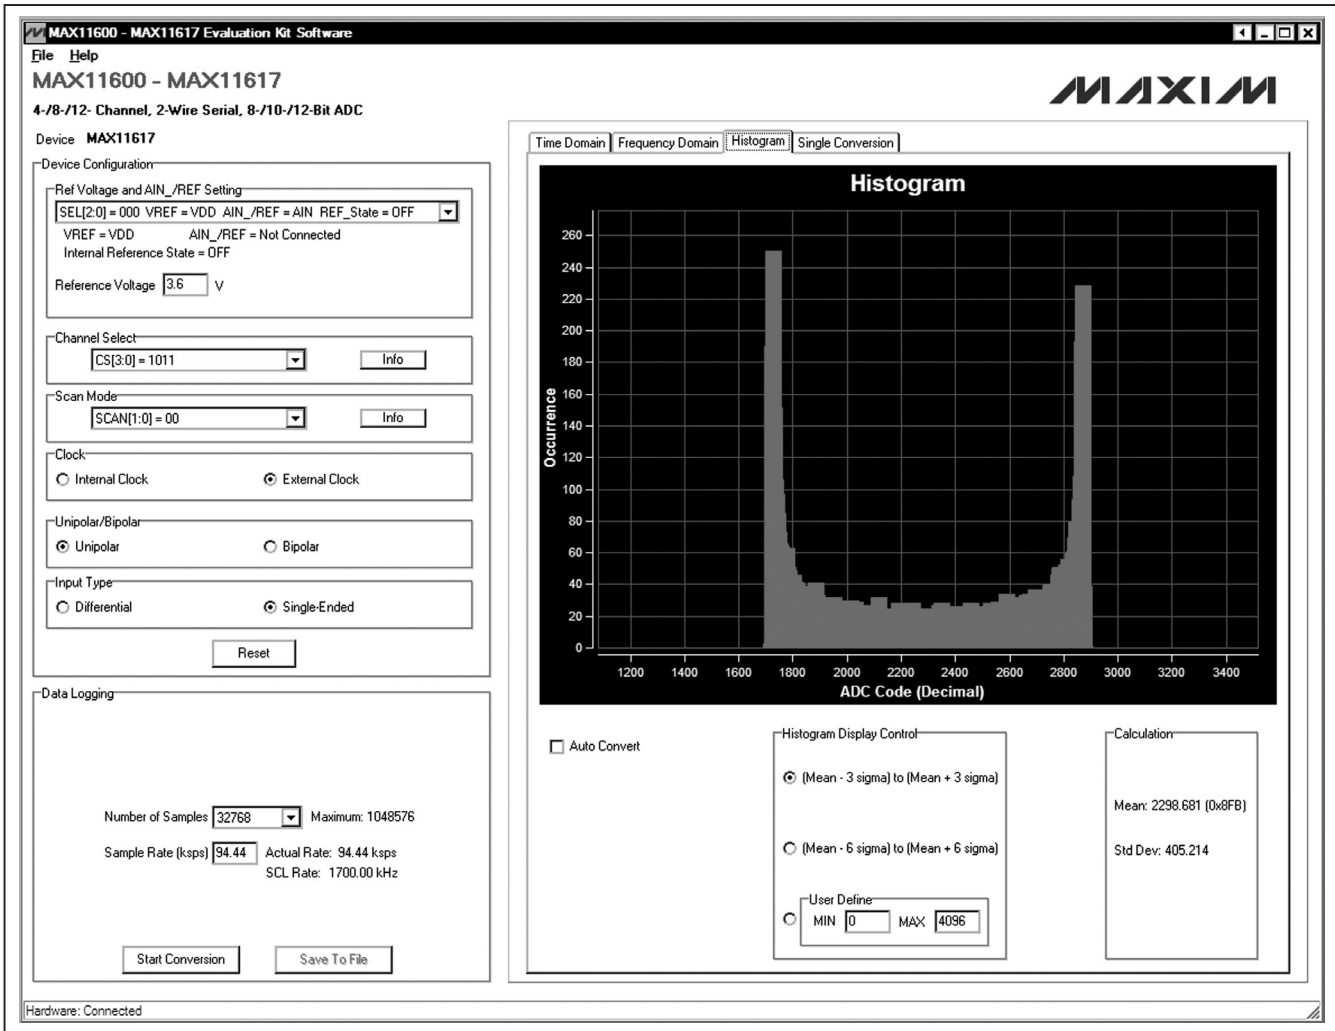 MAX11600 - MAX11617 Evaluation Kit Software
File Help
MAX11600 - MAX11617
MAXIM
4-/8-/12- Channel, 2-Wire Serial, 8-/10-/12-Bit ADC
Device MAX11617
Device Configuration
Ref Voltage and AIN_/REF Setting
SEL[2:0] = 000 VREF = VDD AIN_/REF = AIN REF_State = OFF
VREF = VDD AIN_/REF = Not Connected
Internal Reference State = OFF
Reference Voltage 3.6 V
Channel Select
CS[3:0] = 1011 Info
Scan Mode
SCAN[1:0] = 00 Info
Clock
Internal Clock External Clock
Unipolar/Bipolar
Unipolar Bipolar
Input Type
Differential Single-Ended
Reset
Data Logging
Number of Samples 32768 Maximum: 1048576
Sample Rate (ksps) 94.44 Actual Rate: 94.44 ksps
SCL Rate: 1700.00 kHz
Start Conversion Save To File
Time Domain Frequency Domain Histogram Single Conversion
Histogram
Occurrence
260
240
220
200
180
160
140
120
100
80
60
40
20
0
1200 1400 1600 1800 2000 2200 2400 2600 2800 3000 3200 3400
ADC Code (Decimal)
Auto Convert
Histogram Display Control
(Mean - 3 sigma) to (Mean + 3 sigma)
(Mean - 6 sigma) to (Mean + 6 sigma)
User Define
MIN 0 MAX 4096
Calculation
Mean: 2298.681 (0x8FB)
Std Dev: 405.214
Hardware: Connected